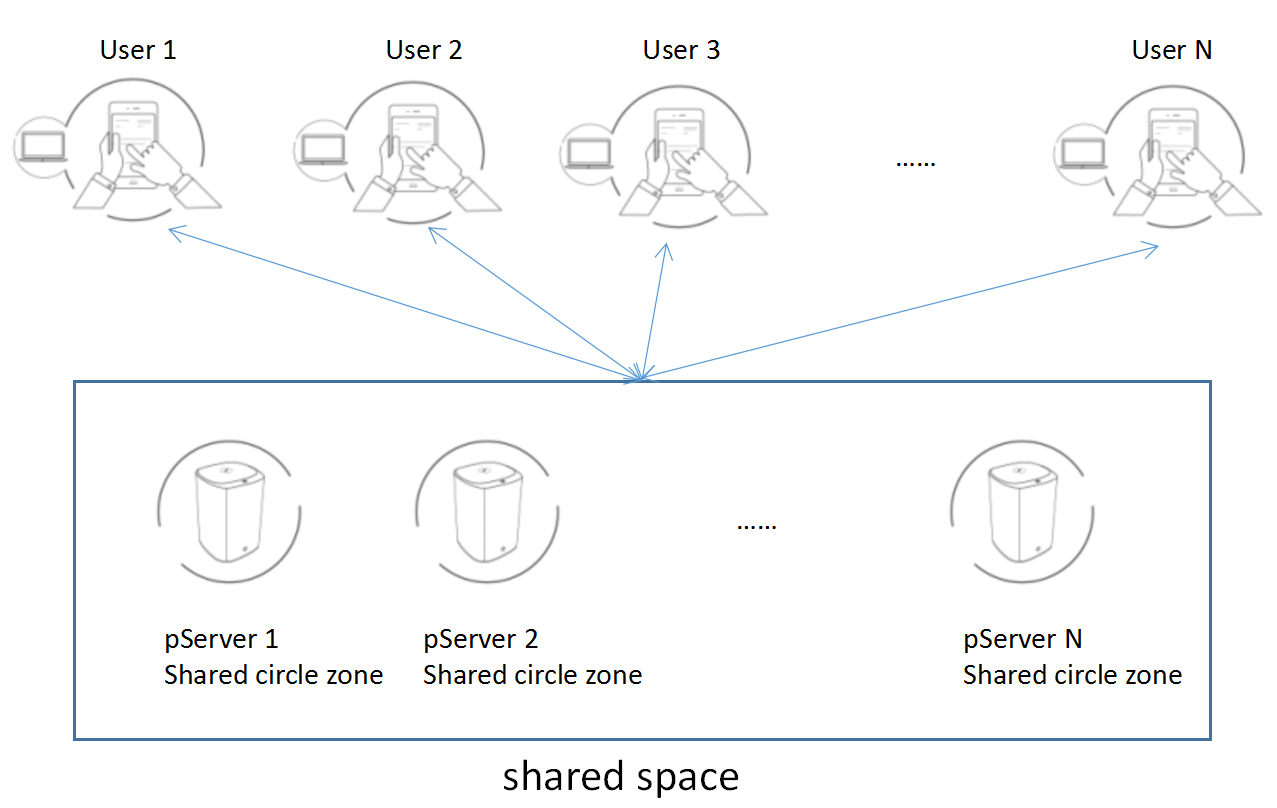 User 1
User 2
User 3
......
User N
......
pServer 1
Shared circle zone
pServer 2
Shared circle zone
pServer N
Shared circle zone
shared space